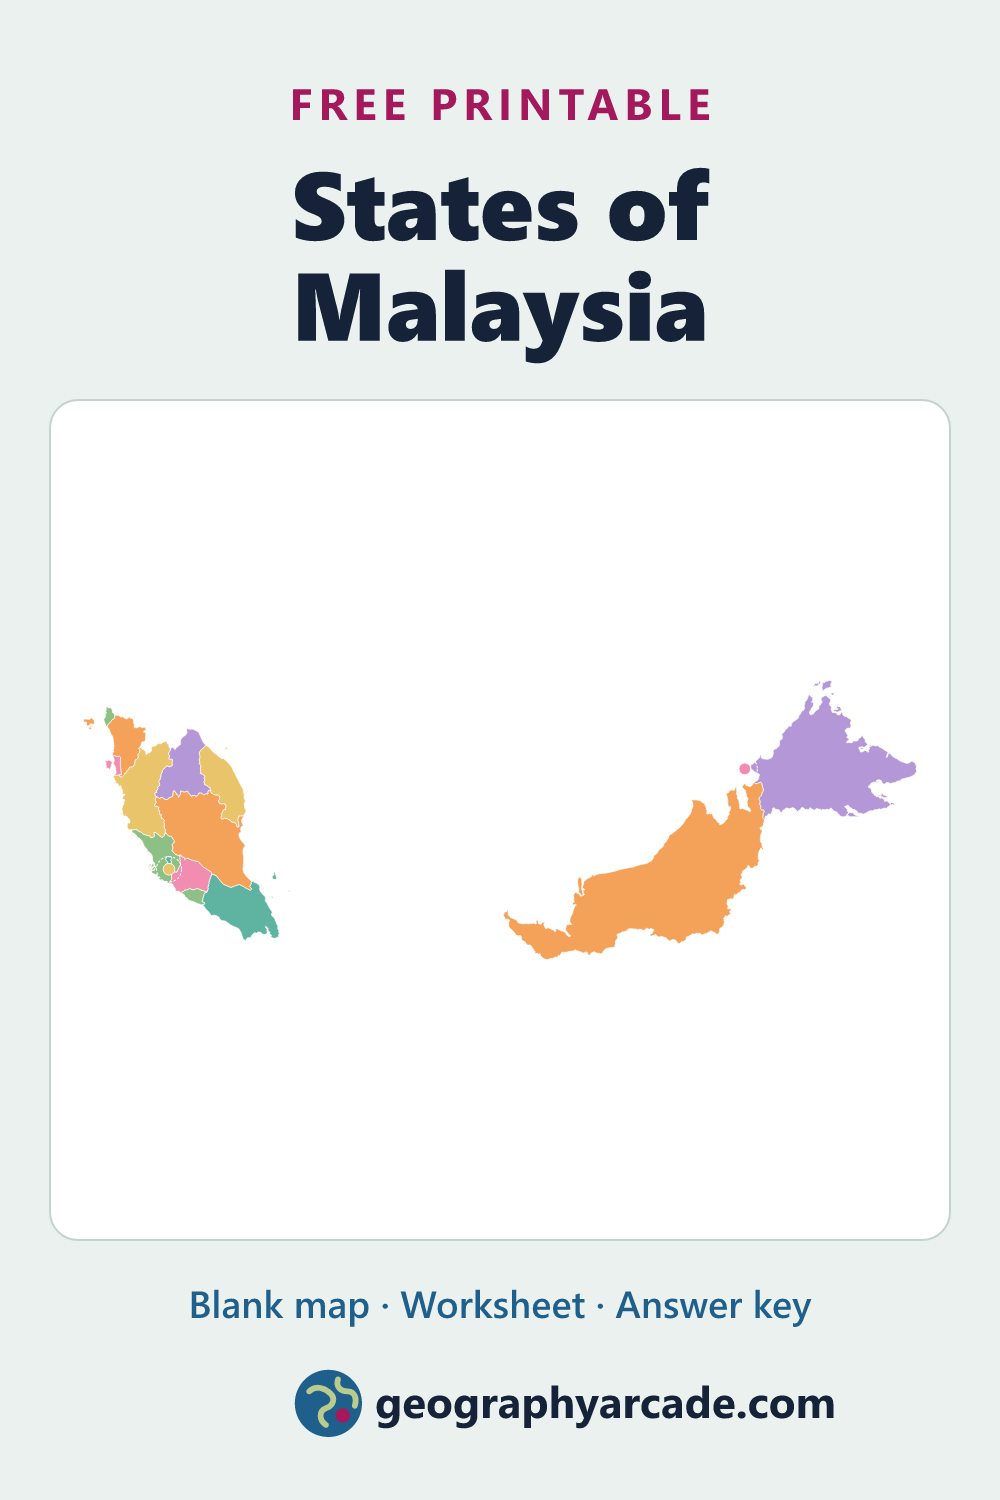 FREE PRINTABLE
States of
Malaysia
Blank map · Worksheet · Answer key
geographyarcade.com